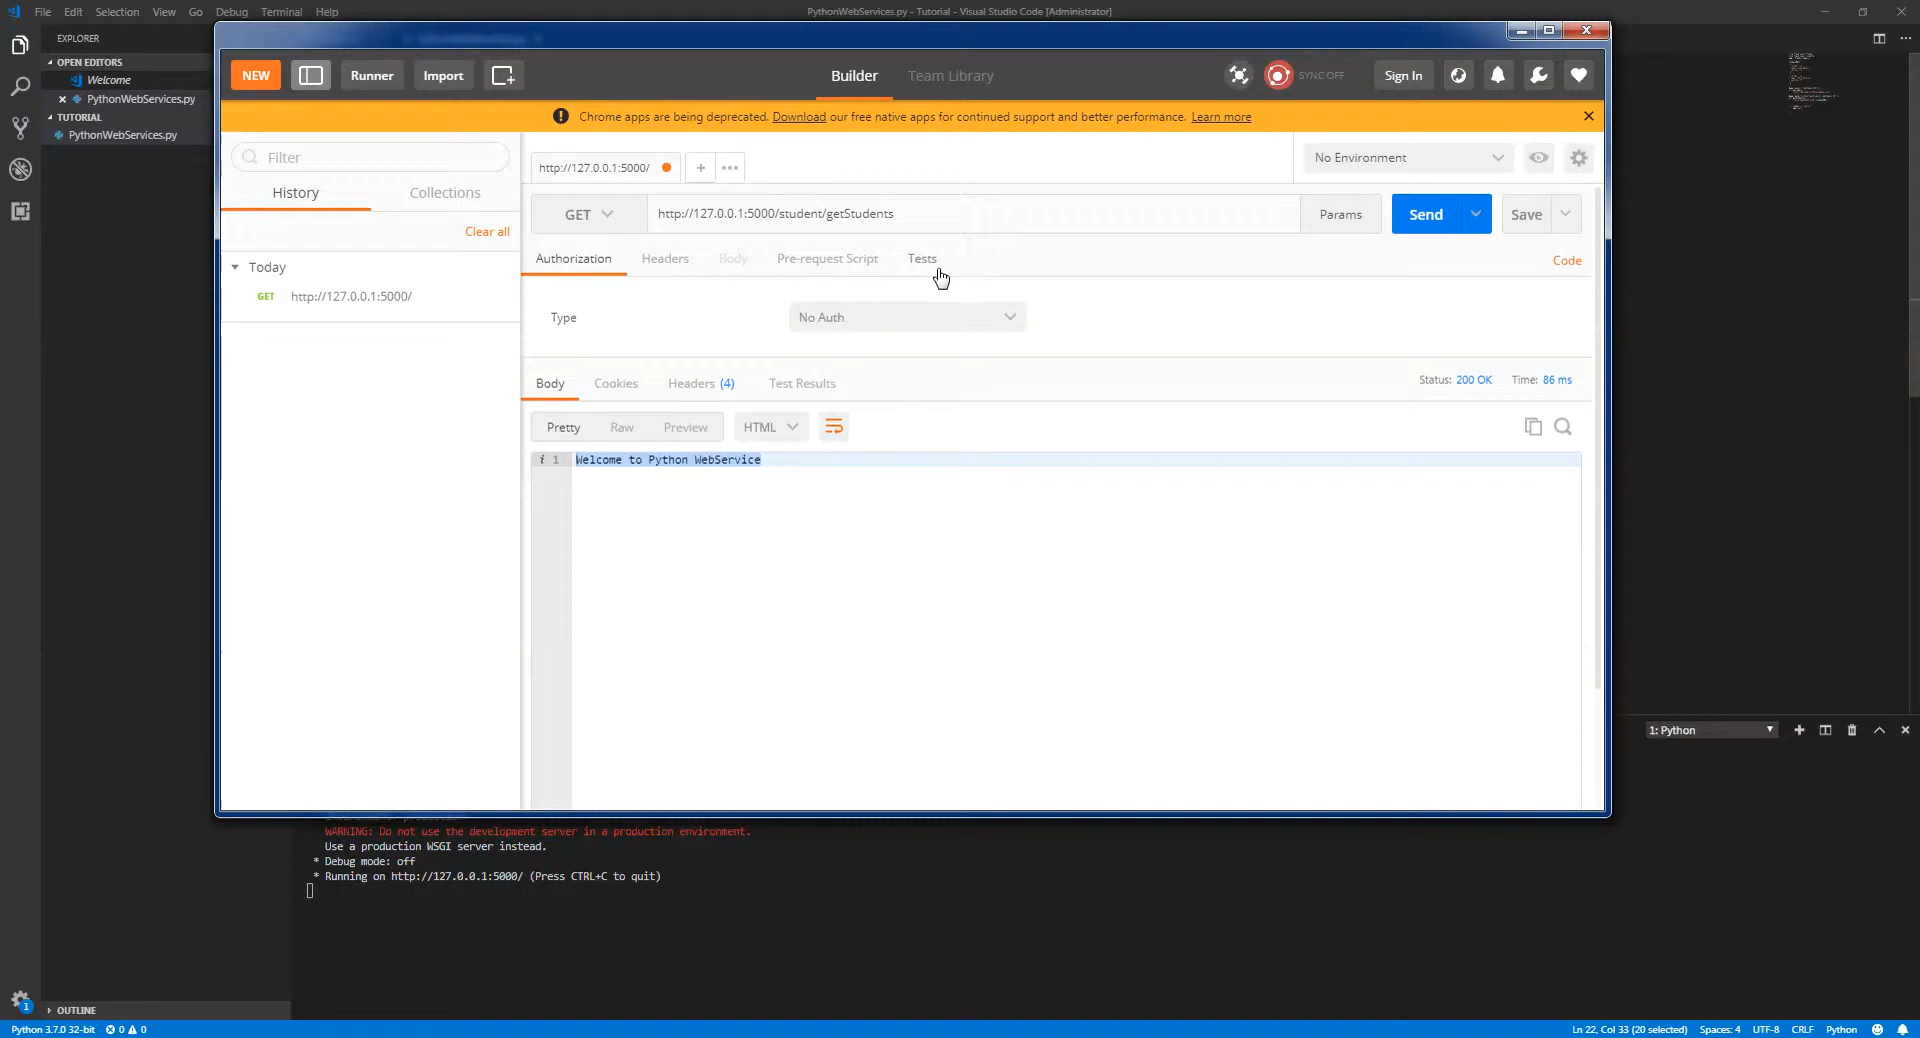 File Edit Selection View Go Debug Terminal Help
PythonWebServices.py - Tutorial - Visual Studio Code [Administrator]
EXPLORER
OPEN EDITORS
Welcome
PythonWebServices.py
TUTORIAL
PythonWebServices.py
NEW
Runner
Import
Builder
Team Library
SYNC OFF
Sign In
Chrome apps are being deprecated. Download our free native apps for continued support and better performance. Learn more
Filter
History
Collections
Clear all
Today
GET http://127.0.0.1:5000/
http://127.0.0.1:5000/
No Environment
GET
http://127.0.0.1:5000/student/getStudents
Params
Send
Save
Authorization
Headers
Body
Pre-request Script
Tests
Code
Type
No Auth
Body
Cookies
Headers (4)
Test Results
Status: 200 OK
Time: 86 ms
Pretty
Raw
Preview
HTML
i 1 Welcome to Python WebService
1: Python
WARNING: Do not use the development server in a production environment.
Use a production WSGI server instead.
* Debug mode: off
* Running on http://127.0.0.1:5000/ (Press CTRL+C to quit)
OUTLINE
1
Python 3.7.0 32-bit
0
0
Ln 22, Col 33 (20 selected)
Spaces: 4
UTF-8
CRLF
Python